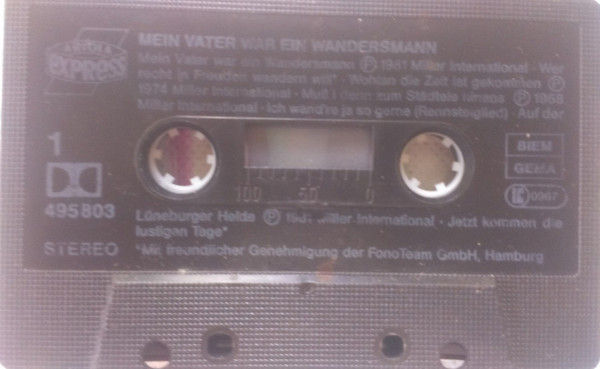 ARIOLA
EXPRESS
MEIN VATER WAR EIN WANDERSMANN
Mein Vater war ein Wandersmann Ⓟ 1981 Miller International · Wer
recht in Freuden wandern will* · Wohlan die Zeit ist gekommen Ⓟ
1974 Miller International · Muß i denn zum Städtele hinaus Ⓟ 1968
Miller International · Ich wand're ja so gerne (Rennsteiglied) · Auf der
1
100 50 0
BIEM
GEMA
LC 0967
495803
Lüneburger Heide Ⓟ 1981 Miller International · Jetzt kommen die
lustigen Tage*
STEREO
*Mit freundlicher Genehmigung der FonoTeam GmbH, Hamburg